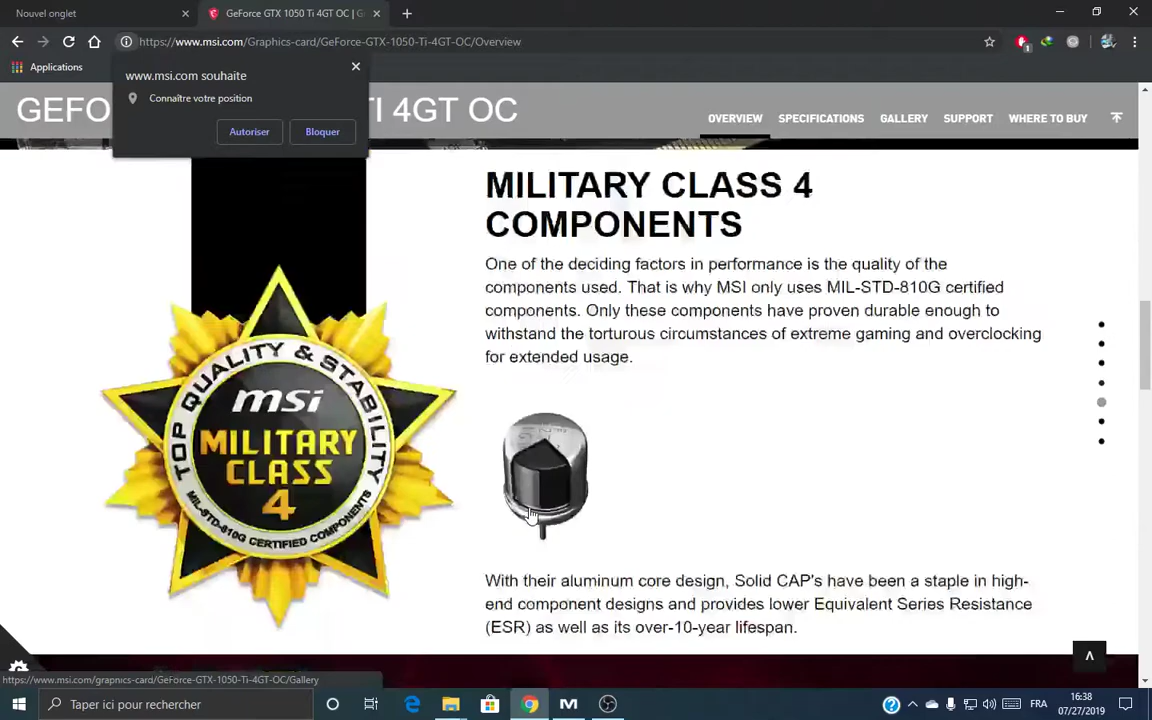 Nouvel onglet
GeForce GTX 1050 Ti 4GT OC | G
https://www.msi.com/Graphics-card/GeForce-GTX-1050-Ti-4GT-OC/Overview
1
Applications
www.msi.com souhaite
Connaître votre position
Autoriser Bloquer
GEFO TI 4GT OC
OVERVIEW SPECIFICATIONS GALLERY SUPPORT WHERE TO BUY
MILITARY CLASS 4
COMPONENTS
One of the deciding factors in performance is the quality of the
components used. That is why MSI only uses MIL-STD-810G certified
components. Only these components have proven durable enough to
withstand the torturous circumstances of extreme gaming and overclocking
for extended usage.
TOP QUALITY & STABILITY
msi
MILITARY
CLASS
4
MIL-STD-810G CERTIFIED COMPONENTS
With their aluminum core design, Solid CAP's have been a staple in high-
end component designs and provides lower Equivalent Series Resistance
(ESR) as well as its over-10-year lifespan.
https://www.msi.com/graphics-card/GeForce-GTX-1050-Ti-4GT-OC/Gallery
Taper ici pour rechercher
FRA
16:38
07/27/2019